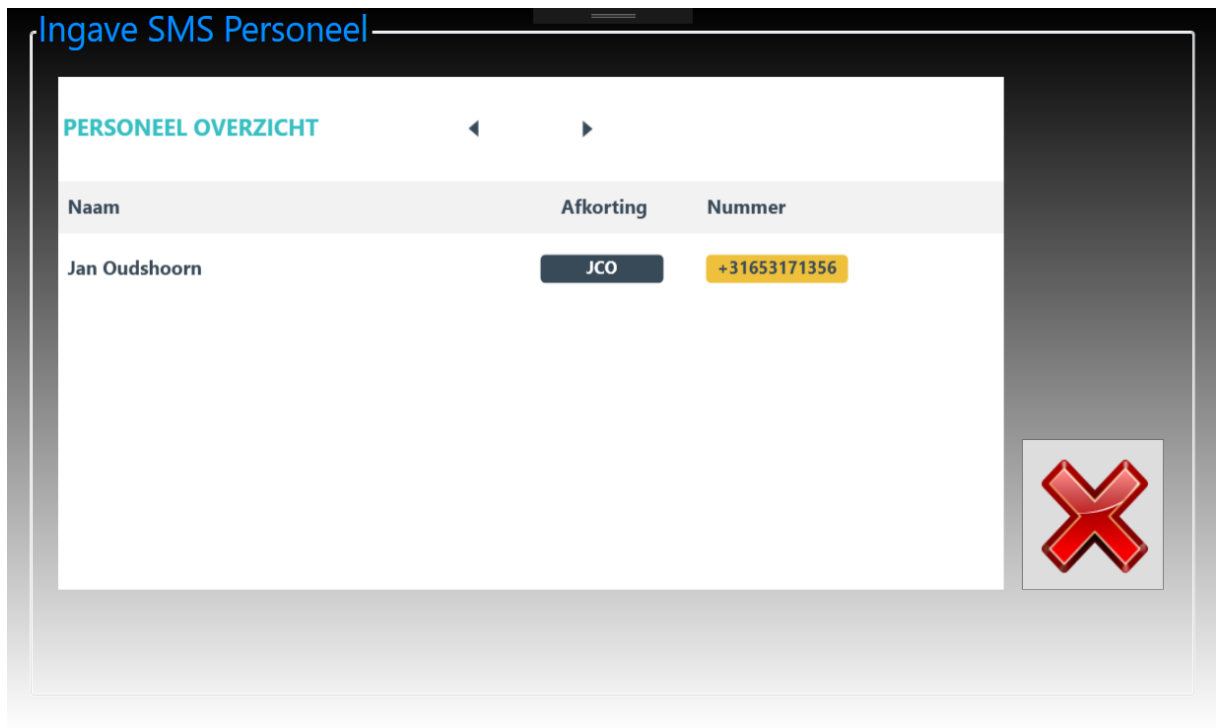 Ingave SMS Personeel
PERSONEEL OVERZICHT
Naam Afkorting Nummer
Jan Oudshoorn JCO +31653171356